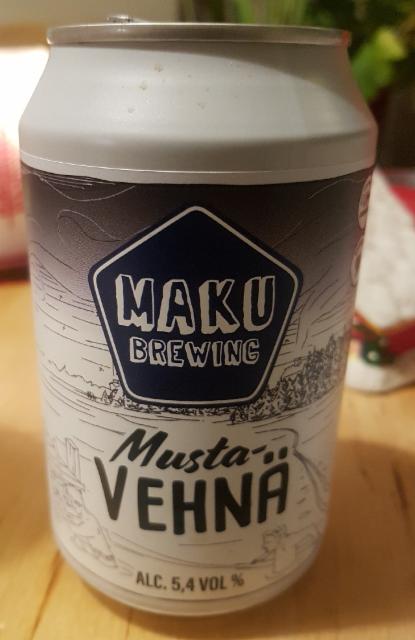 MAKU
BREWING
Musta-
VEHNÄ
ALC. 5,4 VOL %